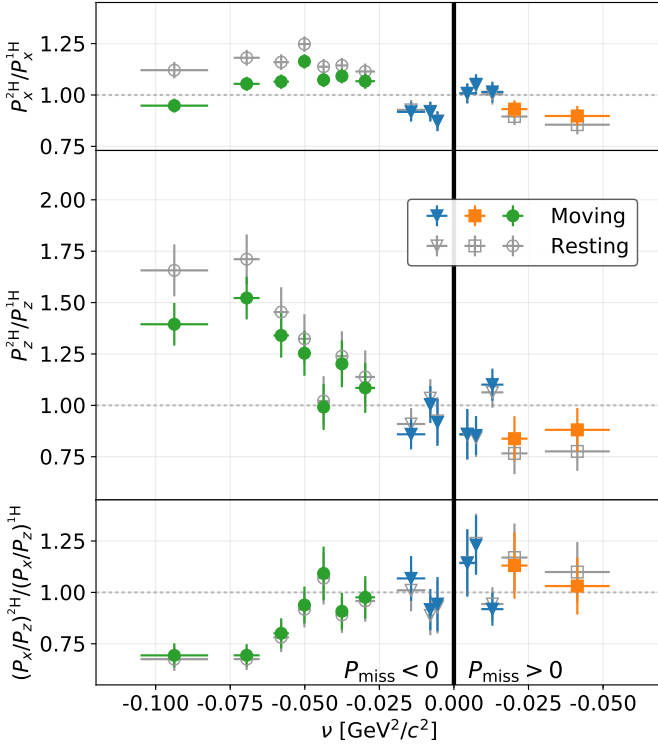 1.25
1.00
0.75
P_x^{2H}/P_x^{1H}
2.00
1.75
1.50
1.25
1.00
0.75
P_z^{2H}/P_z^{1H}
Moving
Resting
1.25
1.00
0.75
(P_x/P_z)^{2H}/(P_x/P_z)^{1H}
P_miss < 0
P_miss > 0
-0.100 -0.075 -0.050 -0.025 0.000 -0.025 -0.050
ν [GeV²/c²]